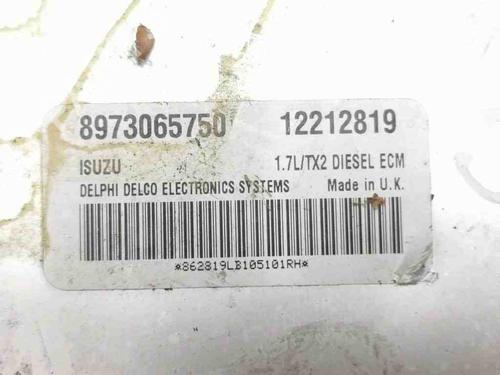 8973065750 12212819
ISUZU 1.7L/TX2 DIESEL ECM
DELPHI DELCO ELECTRONICS SYSTEMS Made in U.K.
*862819LB105101RH*